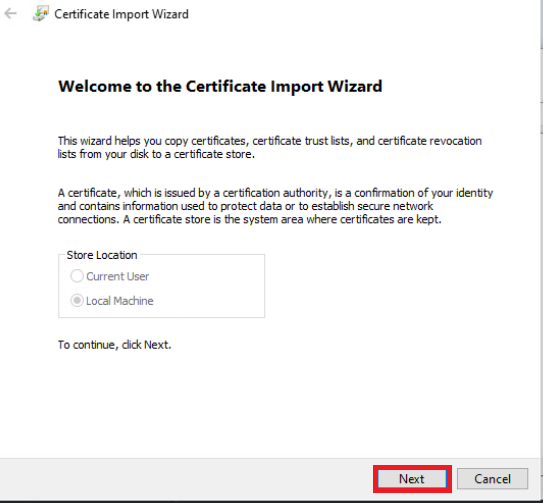 Certificate Import Wizard
Welcome to the Certificate Import Wizard
This wizard helps you copy certificates, certificate trust lists, and certificate revocation
lists from your disk to a certificate store.
A certificate, which is issued by a certification authority, is a confirmation of your identity
and contains information used to protect data or to establish secure network
connections. A certificate store is the system area where certificates are kept.
Store Location
Current User
Local Machine
To continue, click Next.
Next
Cancel